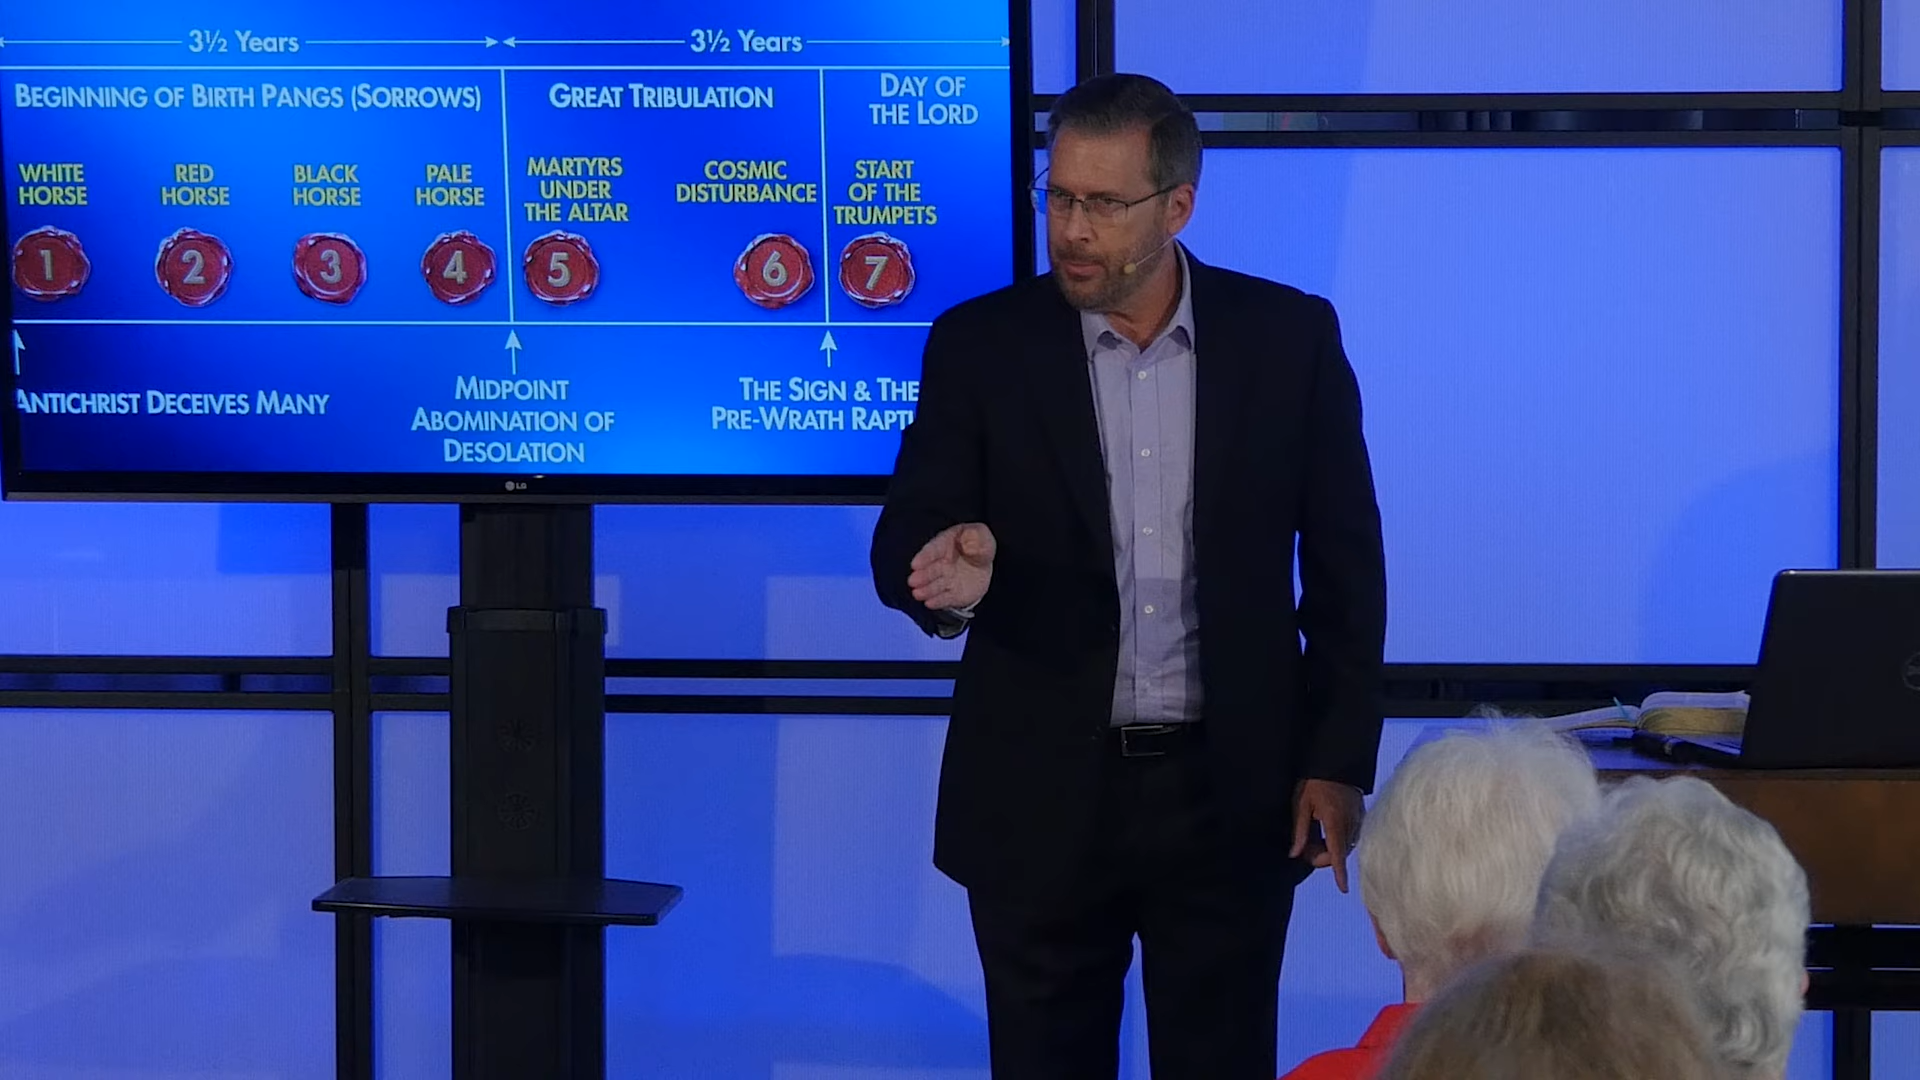 3½ Years
3½ Years
BEGINNING OF BIRTH PANGS (SORROWS)
GREAT TRIBULATION
DAY OF
THE LORD
WHITE
HORSE
RED
HORSE
BLACK
HORSE
PALE
HORSE
MARTYRS
UNDER
THE ALTAR
COSMIC
DISTURBANCE
START
OF THE
TRUMPETS
1
2
3
4
5
6
7
ANTICHRIST DECEIVES MANY
MIDPOINT
ABOMINATION OF
DESOLATION
THE SIGN & THE
PRE-WRATH
LG